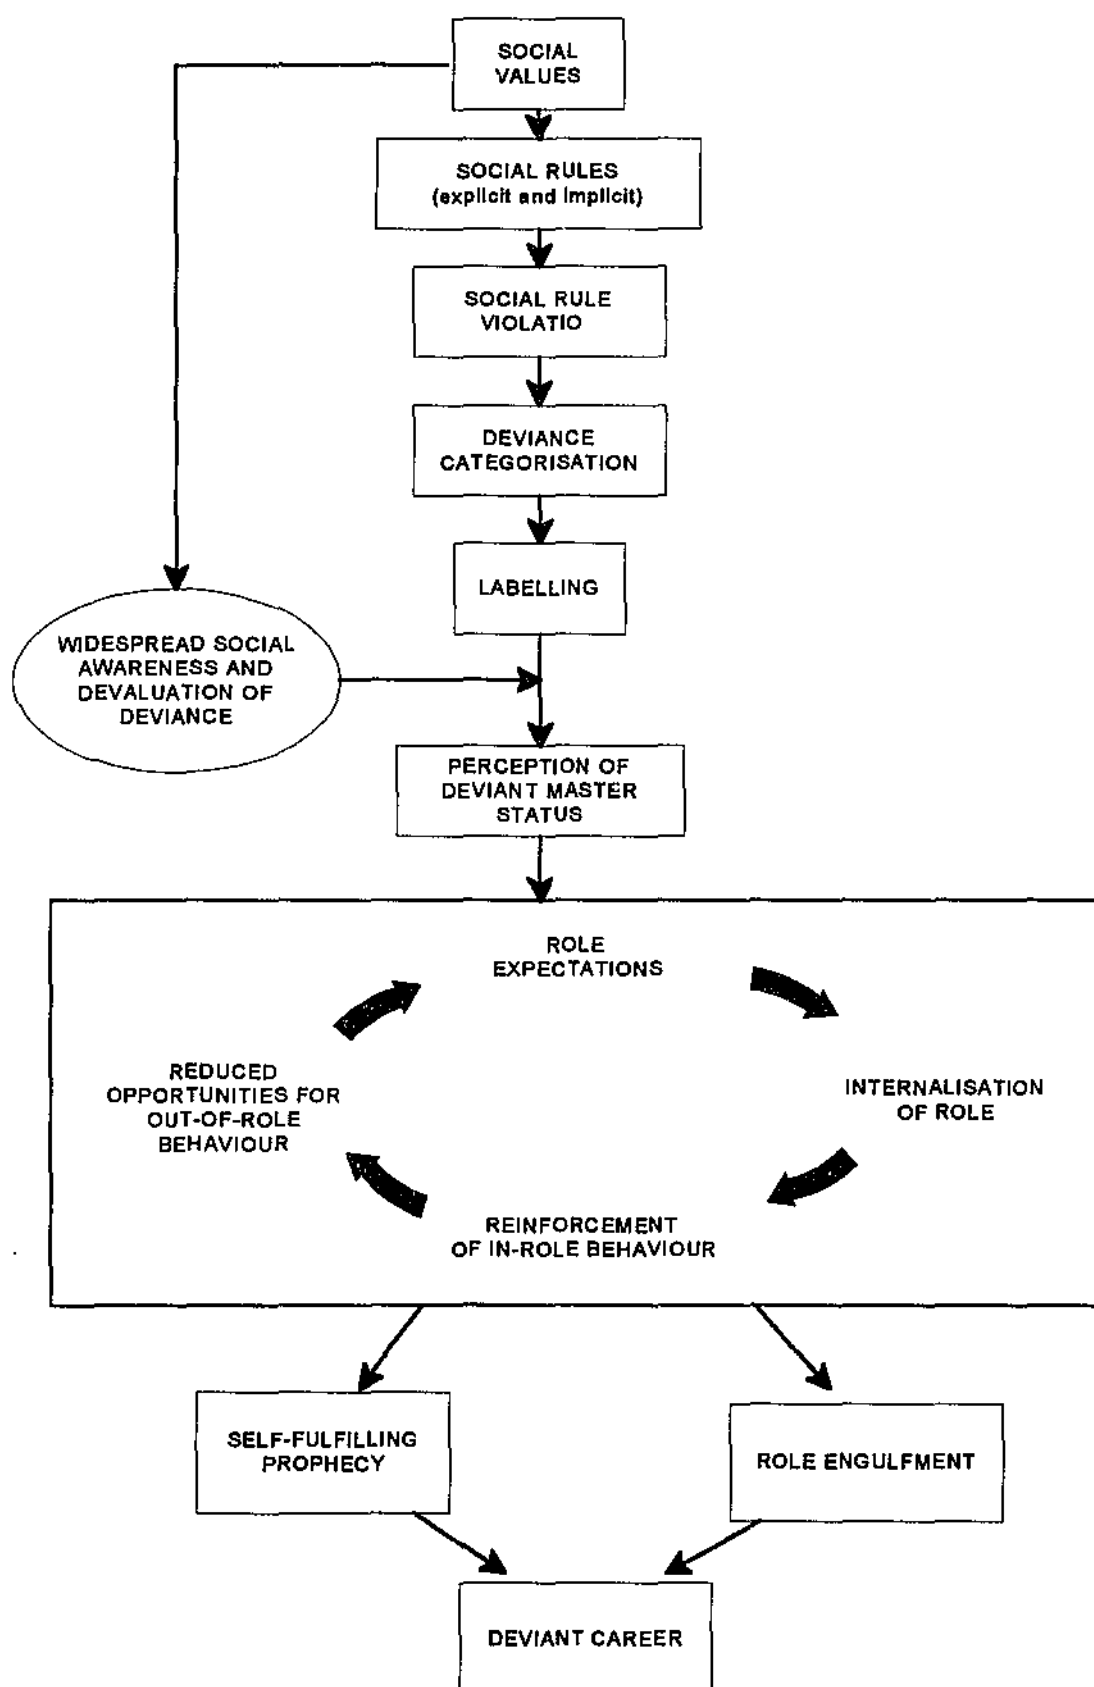 SOCIAL
VALUES
SOCIAL RULES
(explicit and implicit)
SOCIAL RULE
VIOLATIO
DEVIANCE
CATEGORISATION
LABELLING
WIDESPREAD SOCIAL
AWARENESS AND
DEVALUATION OF
DEVIANCE
PERCEPTION OF
DEVIANT MASTER
STATUS
ROLE
EXPECTATIONS
REDUCED
OPPORTUNITIES FOR
OUT-OF-ROLE
BEHAVIOUR
INTERNALISATION
OF ROLE
REINFORCEMENT
OF IN-ROLE BEHAVIOUR
SELF-FULFILLING
PROPHECY
ROLE ENGULFMENT
DEVIANT CAREER